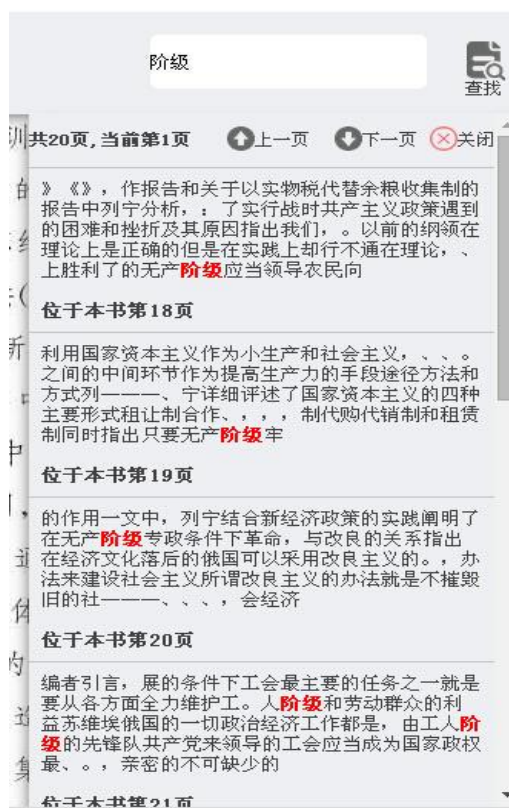 阶级
查找
共20页,当前第1页 上一页 下一页 关闭
》《》，作报告和关于以实物税代替余粮收集制的
报告中列宁分析，：了实行战时共产主义政策遇到
的困难和挫折及其原因指出我们，。以前的纲领在
理论上是正确的但是在实践上却行不通在理论，、
上胜利了的无产阶级应当领导农民向
位于本书第18页
利用国家资本主义作为小生产和社会主义，、、。
之间的中间环节作为提高生产力的手段途径方法和
方式列———、宁详细评述了国家资本主义的四种
主要形式租让制合作、，，，制代购代销制和租赁
制同时指出只要无产阶级牢
位于本书第19页
的作用一文中，列宁结合新经济政策的实践阐明了
在无产阶级专政条件下革命，与改良的关系指出
在经济文化落后的俄国可以采用改良主义的。，办
法来建设社会主义所谓改良主义的办法就是不摧毁
旧的社———、、、，会经济
位于本书第20页
编者引言，展的条件下工会最主要的任务之一就是
要从各方面全力维护工。人阶级和劳动群众的利
益苏维埃俄国的一切政治经济工作都是，由工人阶
级的先锋队共产党来领导的工会应当成为国家政权
最、。，亲密的不可缺少的
位于本书第21页